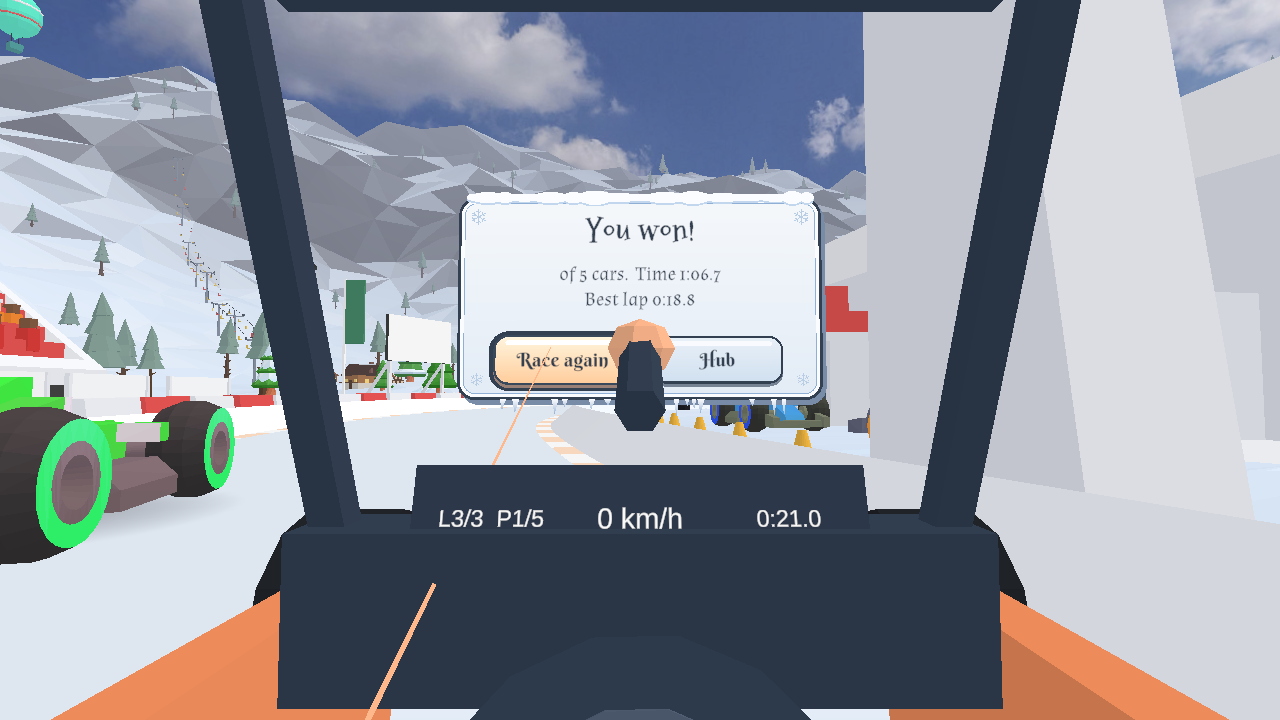 You won!
of 5 cars. Time 1:06.7
Best lap 0:18.8
Race again
Hub
L3/3 P1/5 0 km/h 0:21.0